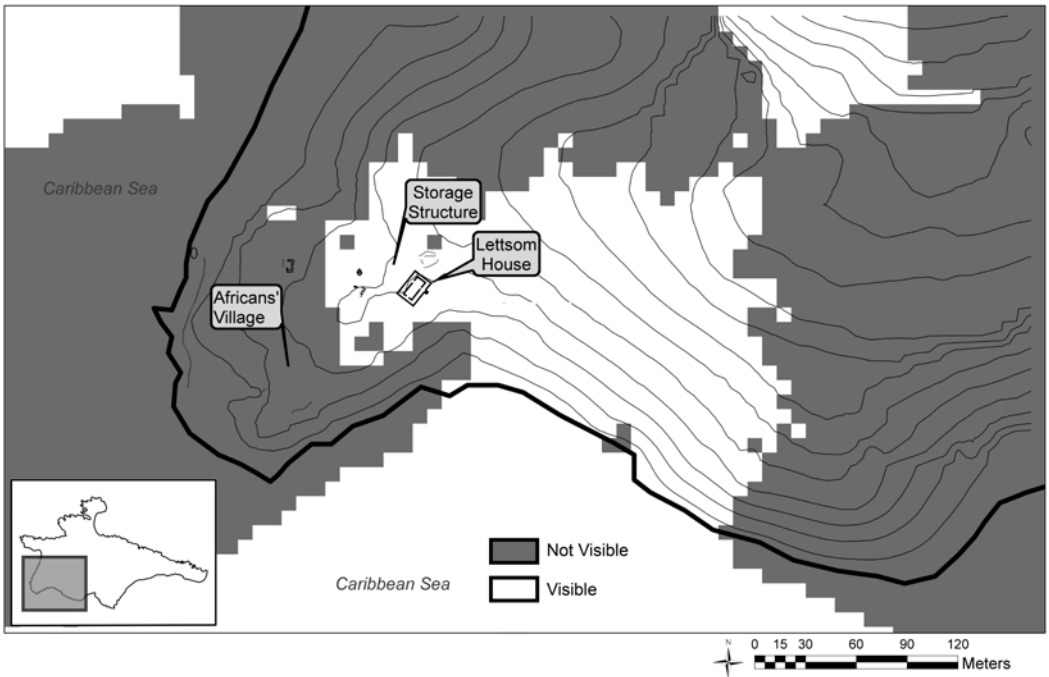 Caribbean Sea
Storage
Structure
Lettsom
House
Africans'
Village
Caribbean Sea
Not Visible
Visible
N
0 15 30 60 90 120
Meters